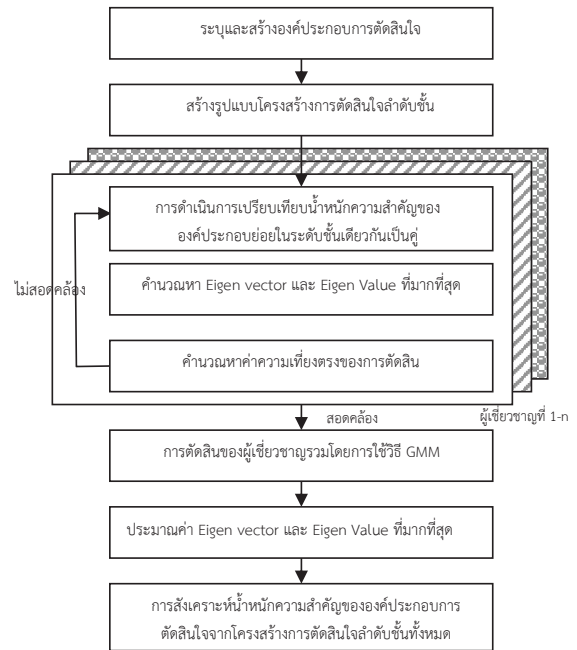 ระบุและสร้างองค์ประกอบการตัดสินใจ
สร้างรูปแบบโครงสร้างการตัดสินใจลำดับชั้น
การดำเนินการเปรียบเทียบน้ำหนักความสำคัญของ
องค์ประกอบย่อยในระดับชั้นเดียวกันเป็นคู่
ไม่สอดคล้อง
คำนวณหา Eigen vector และ Eigen Value ที่มากที่สุด
คำนวณหาค่าความเที่ยงตรงของการตัดสิน
สอดคล้อง
ผู้เชี่ยวชาญที่ 1-n
การตัดสินของผู้เชี่ยวชาญรวมโดยการใช้วิธี GMM
ประมาณค่า Eigen vector และ Eigen Value ที่มากที่สุด
การสังเคราะห์น้ำหนักความสำคัญขององค์ประกอบการ
ตัดสินใจจากโครงสร้างการตัดสินใจลำดับชั้นทั้งหมด